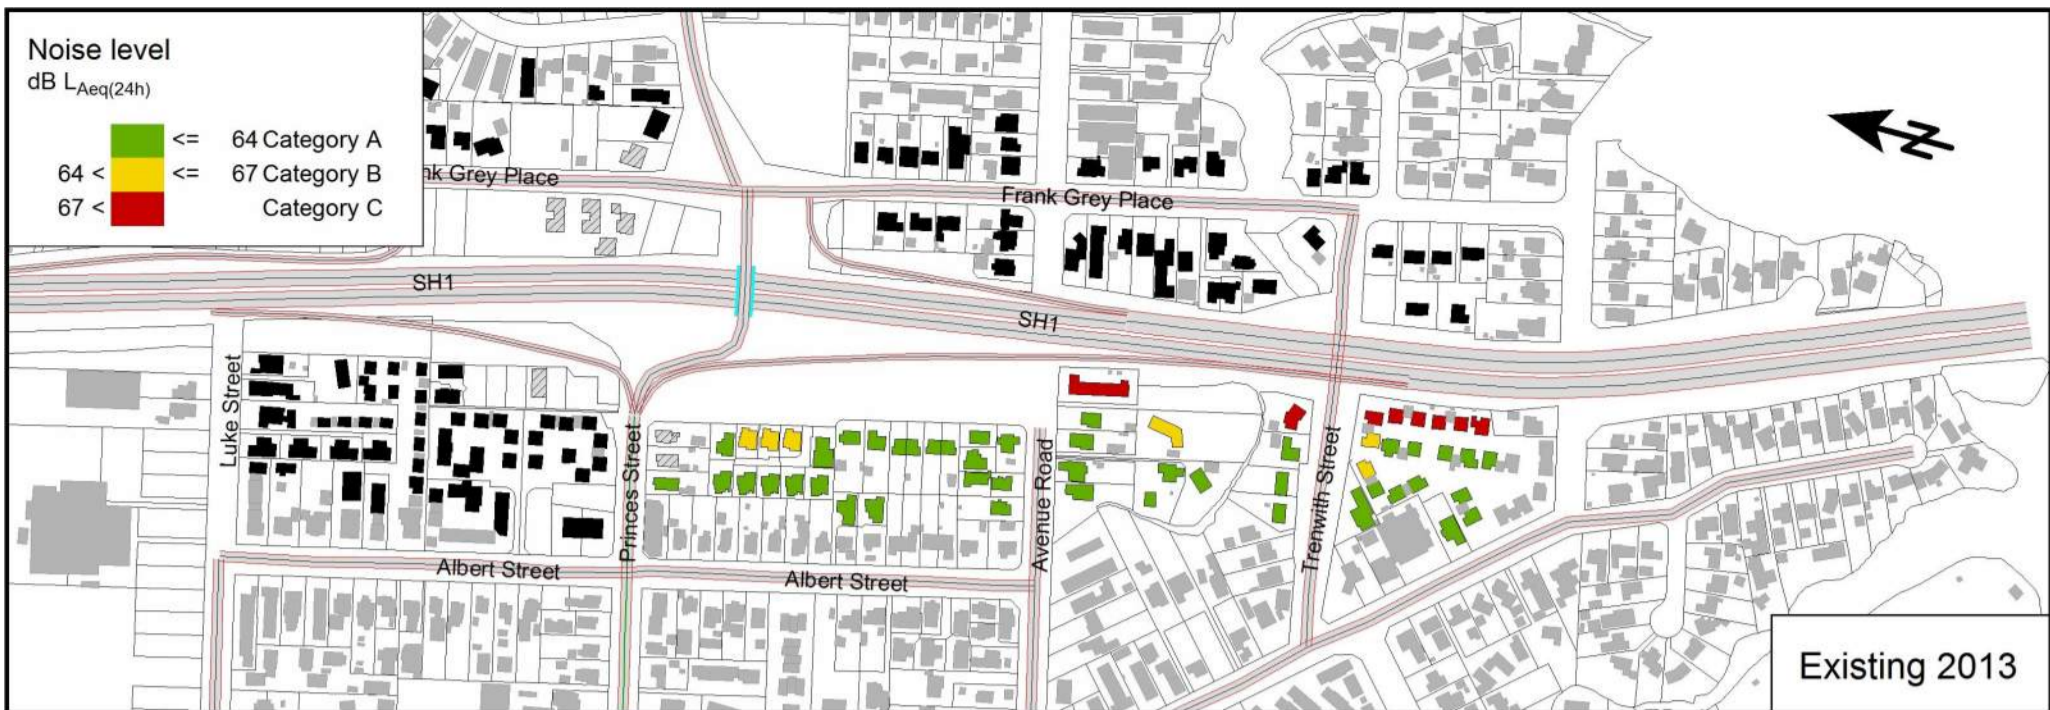 Noise level
dB LAeq(24h)
<= 64 Category A
64 < <= 67 Category B
67 < Category C
nk Grey Place
Frank Grey Place
SH1
SH1
Luke Street
Princes Street
Avenue Road
Trenwith Street
Albert Street
Albert Street
N
Existing 2013